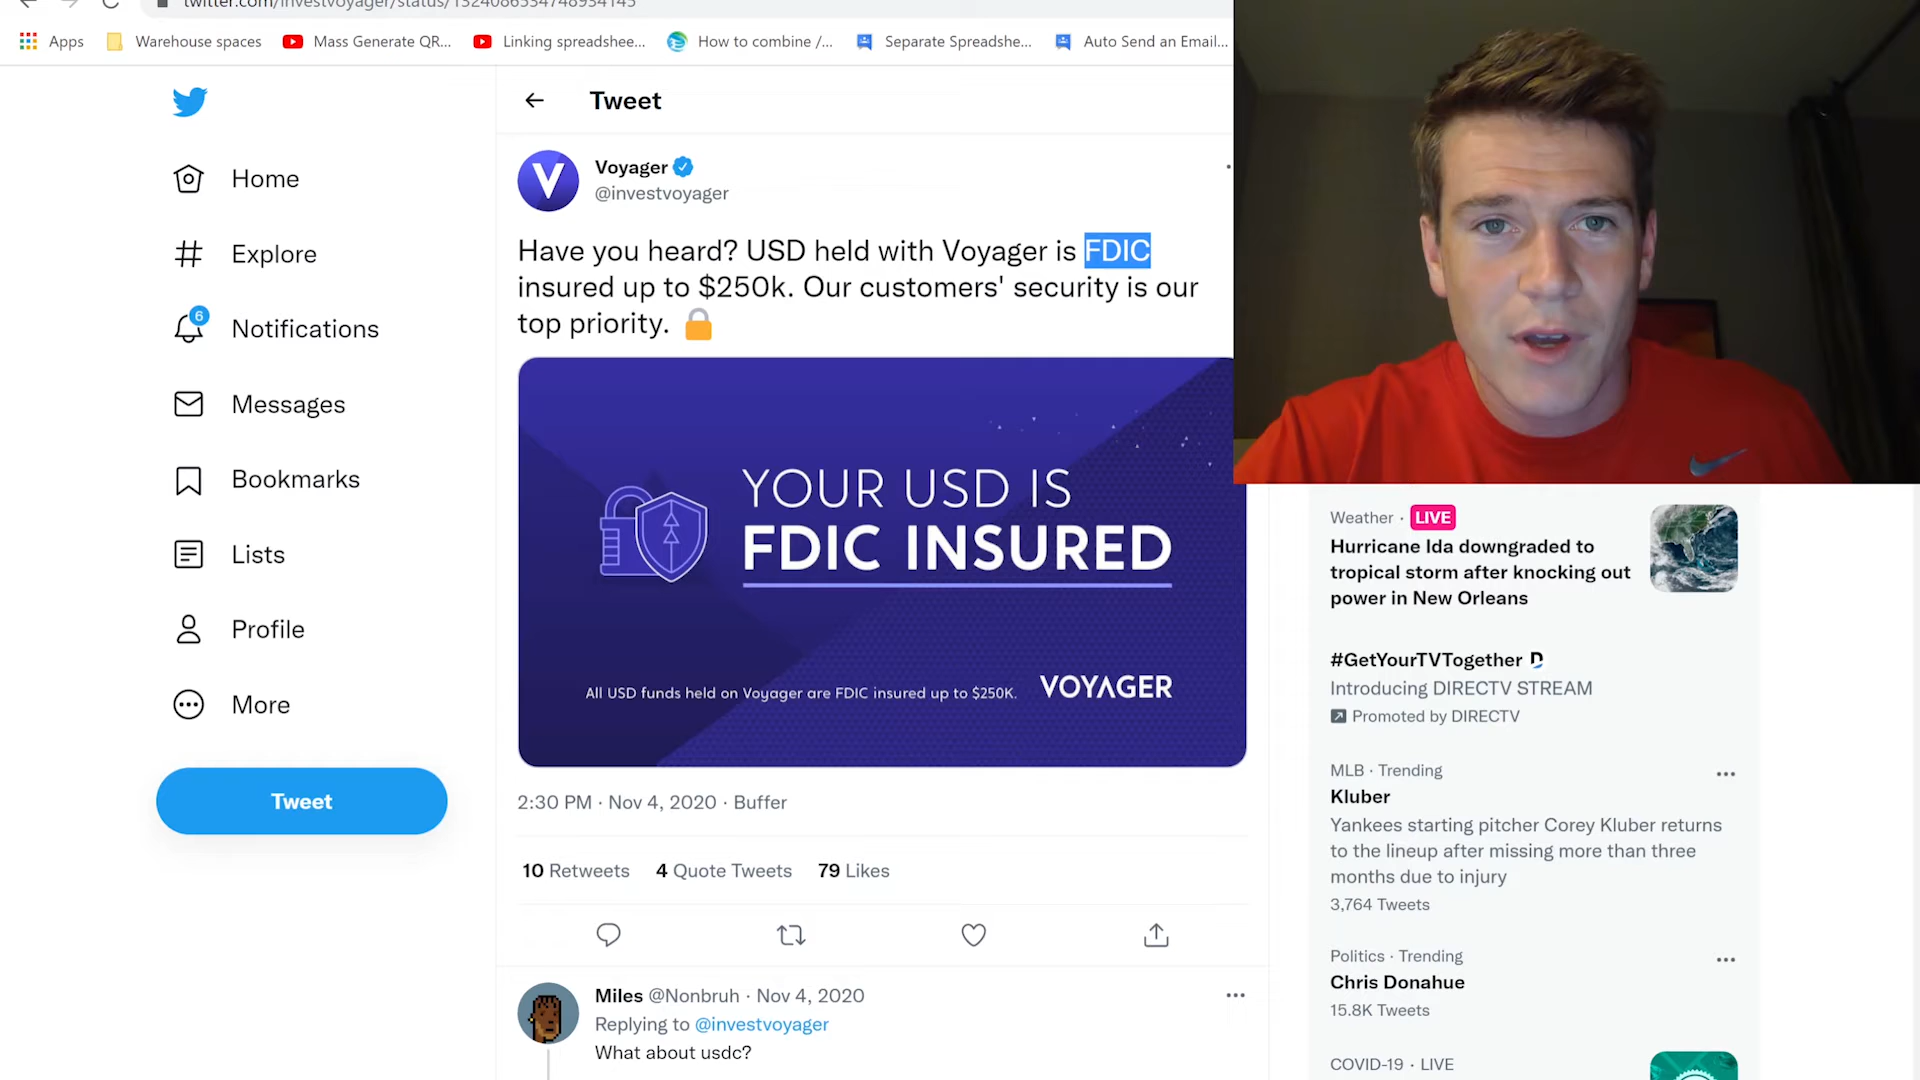 twitter.com/investvoyager/status/1324086534748934145
Apps
Warehouse spaces
Mass Generate QR...
Linking spreadshee...
How to combine /...
Separate Spreadshe...
Auto Send an Email...
Tweet
Home
Explore
6
Notifications
Messages
Bookmarks
Lists
Profile
More
Tweet
V
Voyager
@investvoyager
Have you heard? USD held with Voyager is FDIC
insured up to $250k. Our customers' security is our
top priority.
YOUR USD IS
FDIC INSURED
All USD funds held on Voyager are FDIC insured up to $250K.
VOYAGER
2:30 PM · Nov 4, 2020 · Buffer
10 Retweets 4 Quote Tweets 79 Likes
Miles @Nonbruh · Nov 4, 2020
Replying to @investvoyager
What about usdc?
Weather · LIVE
Hurricane Ida downgraded to
tropical storm after knocking out
power in New Orleans
#GetYourTVTogether
Introducing DIRECTV STREAM
Promoted by DIRECTV
MLB · Trending
Kluber
Yankees starting pitcher Corey Kluber returns
to the lineup after missing more than three
months due to injury
3,764 Tweets
Politics · Trending
Chris Donahue
15.8K Tweets
COVID-19 · LIVE